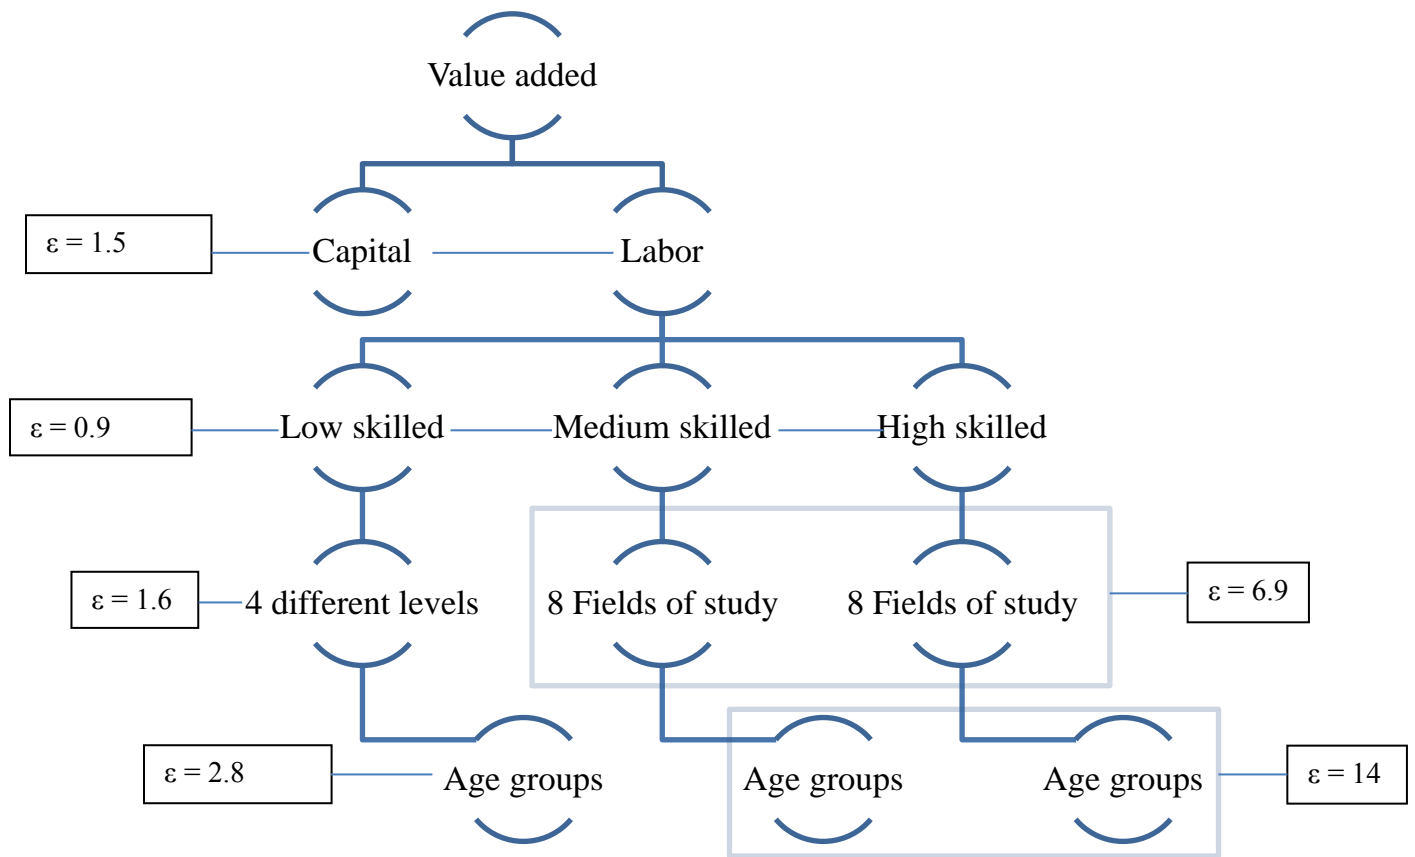 Value added
ε = 1.5
Capital
Labor
ε = 0.9
Low skilled
Medium skilled
High skilled
ε = 1.6
4 different levels
8 Fields of study
8 Fields of study
ε = 6.9
ε = 2.8
Age groups
Age groups
Age groups
ε = 14